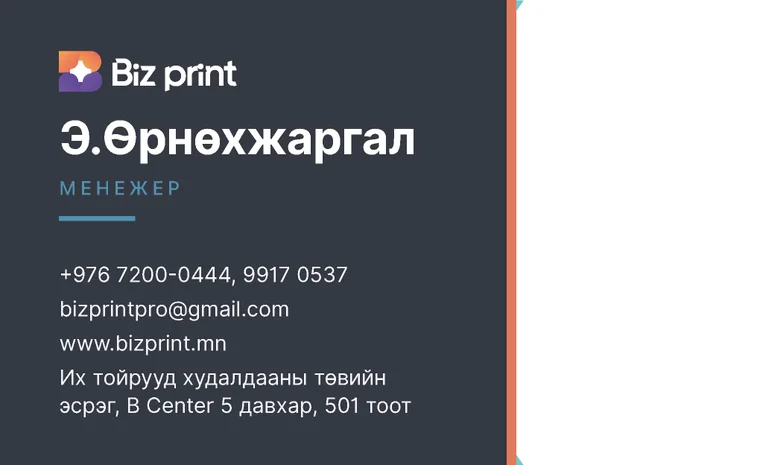 Biz print
Э.Өрнөхжаргал
МЕНЕЖЕР
+976 7200-0444, 9917 0537
bizprintpro@gmail.com
www.bizprint.mn
Их тойрууд худалдааны төвийн
эсрэг, B Center 5 давхар, 501 тоот